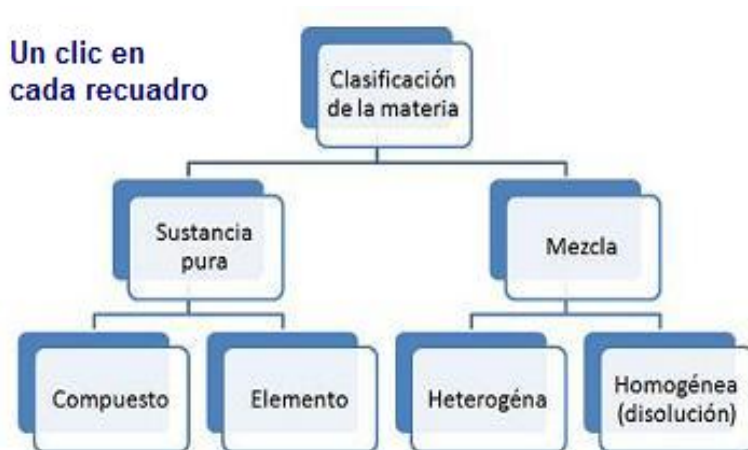 Un clic en
cada recuadro
Clasificación
de la materia
Sustancia
pura
Mezcla
Compuesto
Elemento
Heterogéna
Homogénea
(disolución)